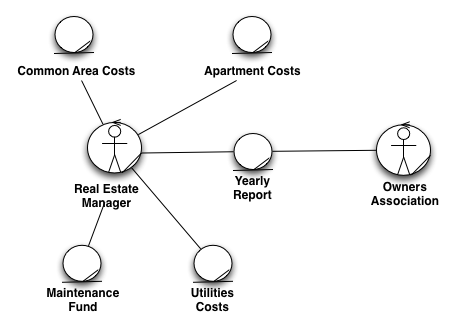 Common Area Costs
Apartment Costs
Real Estate
Manager
Yearly
Report
Owners
Association
Maintenance
Fund
Utilities
Costs